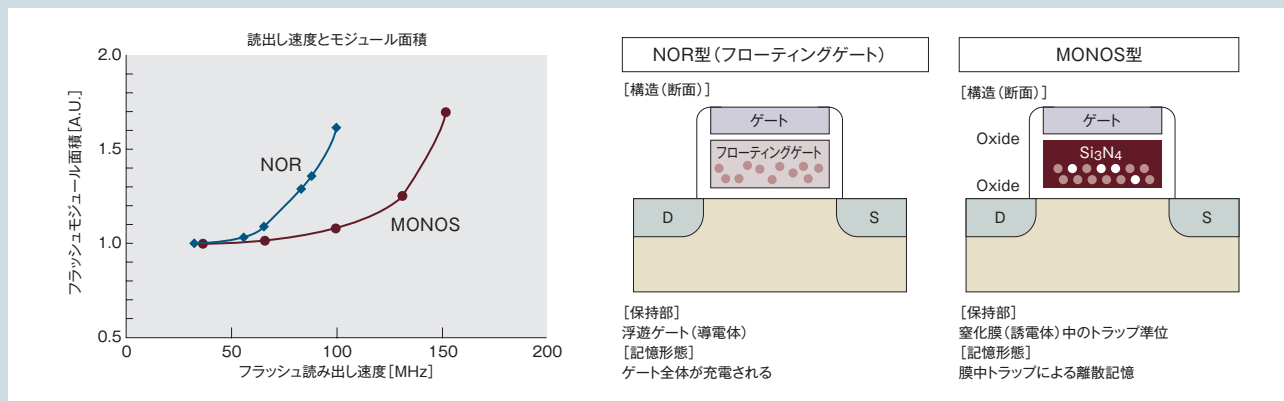 読出し速度とモジュール面積
フラッシュモジュール面積[A.U.]
2.0
1.5
1.0
0.5
NOR
MONOS
0 50 100 150 200
フラッシュ読み出し速度[MHz]
NOR型(フローティングゲート)
[構造(断面)]
ゲート
フローティングゲート
D S
[保持部]
浮遊ゲート(導電体)
[記憶形態]
ゲート全体が充電される
MONOS型
[構造(断面)]
ゲート
Oxide
Si₃N₄
Oxide
D S
[保持部]
窒化膜(誘電体)中のトラップ準位
[記憶形態]
膜中トラップによる離散記憶